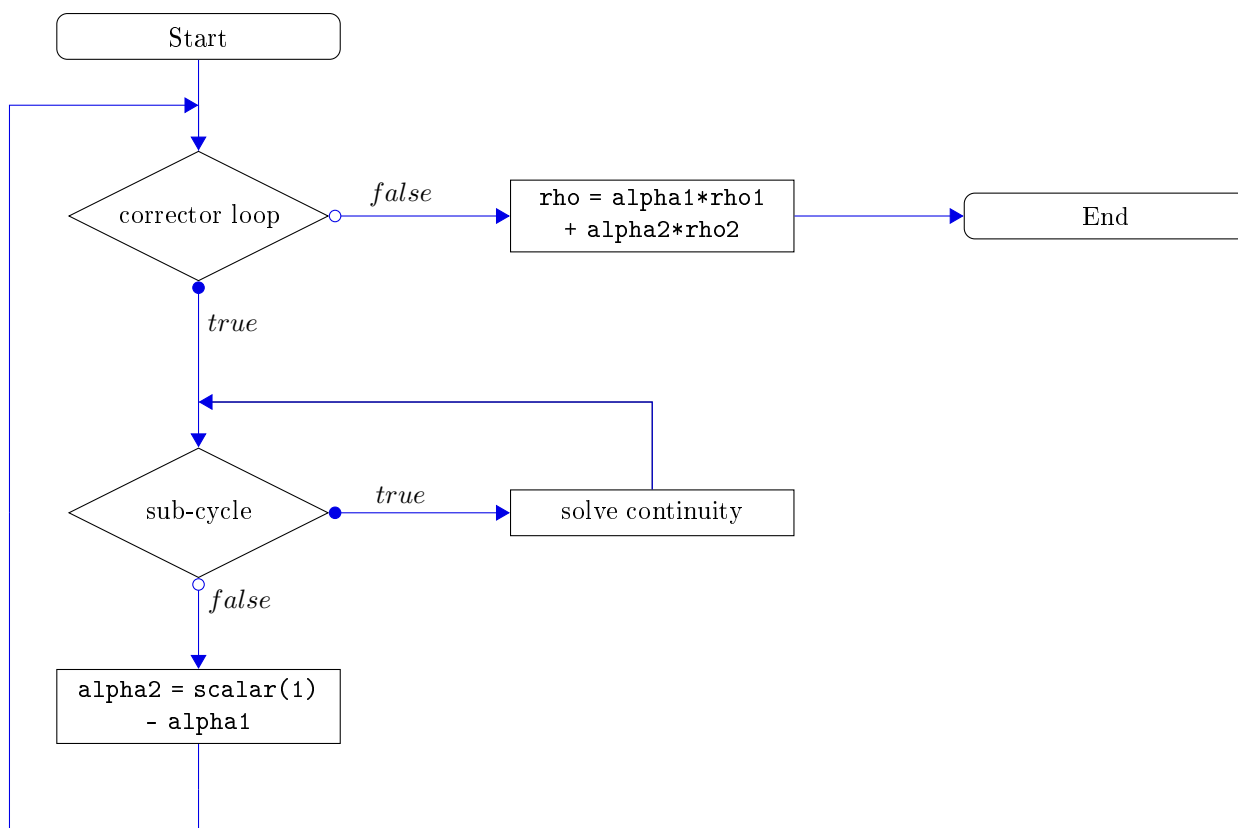 Start
corrector loop
false
rho = alpha1*rho1
+ alpha2*rho2
End
true
sub-cycle
true
solve continuity
false
alpha2 = scalar(1)
- alpha1